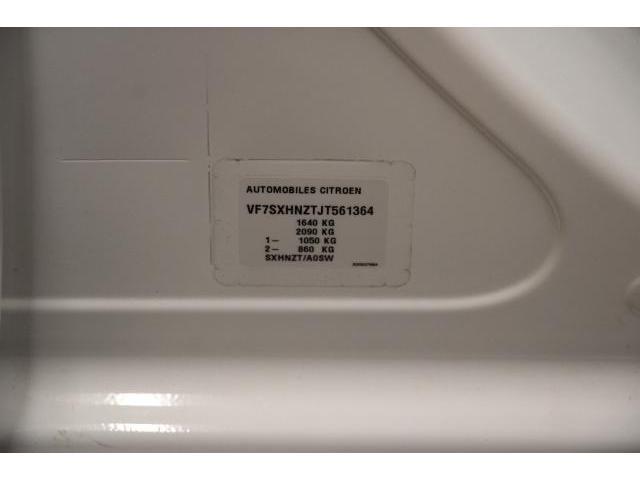 AUTOMOBILES CITROEN
VF7SXHNZTJT561364
1640 KG
2090 KG
1– 1050 KG
2– 860 KG
SXHNZT/A0SW